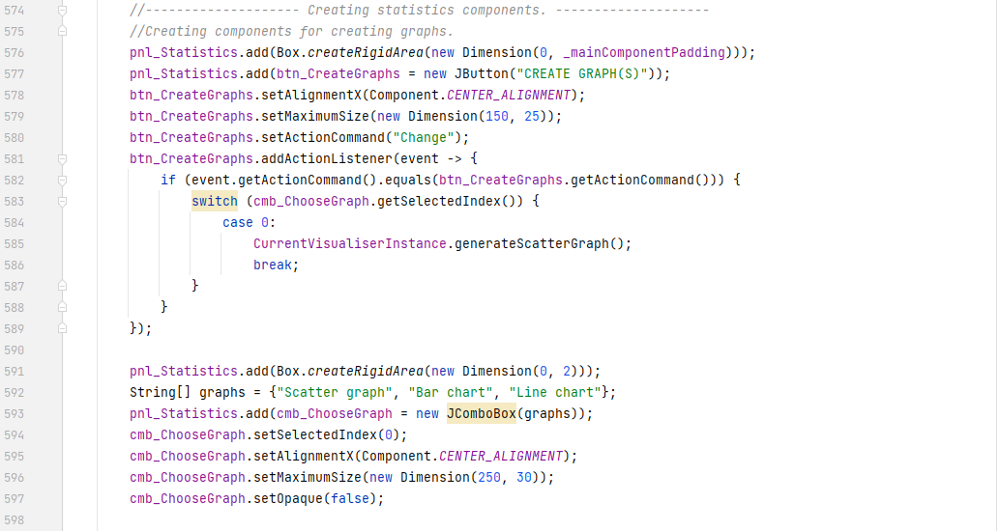 574 //-------------------- Creating statistics components. --------------------
575 //Creating components for creating graphs.
576 pnl_Statistics.add(Box.createRigidArea(new Dimension(0, _mainComponentPadding)));
577 pnl_Statistics.add(btn_CreateGraphs = new JButton("CREATE GRAPH(S)"));
578 btn_CreateGraphs.setAlignmentX(Component.CENTER_ALIGNMENT);
579 btn_CreateGraphs.setMaximumSize(new Dimension(150, 25));
580 btn_CreateGraphs.setActionCommand("Change");
581 btn_CreateGraphs.addActionListener(event -> {
582     if (event.getActionCommand().equals(btn_CreateGraphs.getActionCommand())) {
583         switch (cmb_ChooseGraph.getSelectedIndex()) {
584             case 0:
585                 CurrentVisualiserInstance.generateScatterGraph();
586                 break;
587         }
588     }
589 });
590
591 pnl_Statistics.add(Box.createRigidArea(new Dimension(0, 2)));
592 String[] graphs = {"Scatter graph", "Bar chart", "Line chart"};
593 pnl_Statistics.add(cmb_ChooseGraph = new JComboBox(graphs));
594 cmb_ChooseGraph.setSelectedIndex(0);
595 cmb_ChooseGraph.setAlignmentX(Component.CENTER_ALIGNMENT);
596 cmb_ChooseGraph.setMaximumSize(new Dimension(250, 30));
597 cmb_ChooseGraph.setOpaque(false);
598